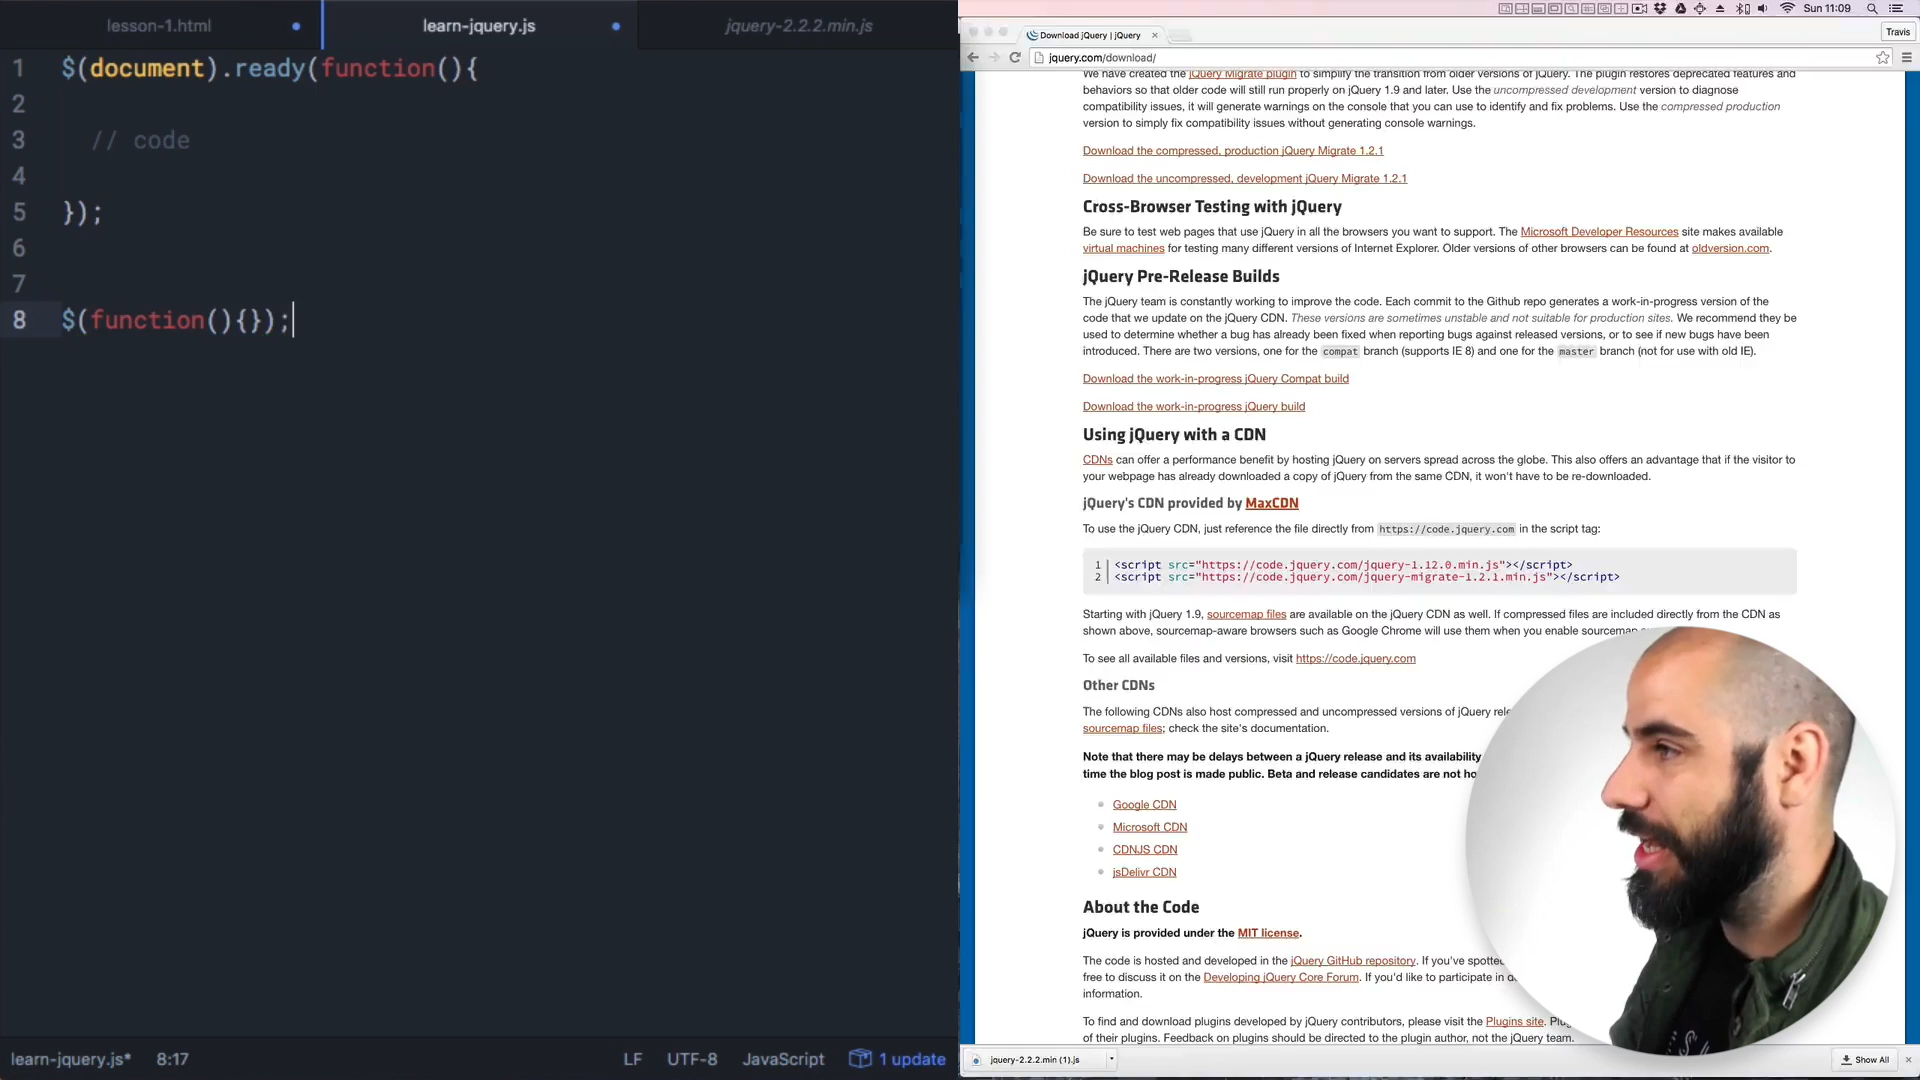 lesson-1.html
learn-jquery.js
jquery-2.2.2.min.js
1 $(document).ready(function(){
2
3 // code
4
5 });
6
7
8 $(function(){});
learn-jquery.js* 8:17 LF UTF-8 JavaScript 1 update
Sun 11:09
Download jQuery | jQuery
Travis
jquery.com/download/
We have created the jQuery Migrate plugin to simplify the transition from older versions of jQuery. The plugin restores deprecated features and
behaviors so that older code will still run properly on jQuery 1.9 and later. Use the uncompressed development version to diagnose
compatibility issues, it will generate warnings on the console that you can use to identify and fix problems. Use the compressed production
version to simply fix compatibility issues without generating console warnings.
Download the compressed, production jQuery Migrate 1.2.1
Download the uncompressed, development jQuery Migrate 1.2.1
Cross-Browser Testing with jQuery
Be sure to test web pages that use jQuery in all the browsers you want to support. The Microsoft Developer Resources site makes available
virtual machines for testing many different versions of Internet Explorer. Older versions of other browsers can be found at oldversion.com.
jQuery Pre-Release Builds
The jQuery team is constantly working to improve the code. Each commit to the Github repo generates a work-in-progress version of the
code that we update on the jQuery CDN. These versions are sometimes unstable and not suitable for production sites. We recommend they be
used to determine whether a bug has already been fixed when reporting bugs against released versions, or to see if new bugs have been
introduced. There are two versions, one for the compat branch (supports IE 8) and one for the master branch (not for use with old IE).
Download the work-in-progress jQuery Compat build
Download the work-in-progress jQuery build
Using jQuery with a CDN
CDNs can offer a performance benefit by hosting jQuery on servers spread across the globe. This also offers an advantage that if the visitor to
your webpage has already downloaded a copy of jQuery from the same CDN, it won't have to be re-downloaded.
jQuery's CDN provided by MaxCDN
To use the jQuery CDN, just reference the file directly from https://code.jquery.com in the script tag:
1 <script src="https://code.jquery.com/jquery-1.12.0.min.js"></script>
2 <script src="https://code.jquery.com/jquery-migrate-1.2.1.min.js"></script>
Starting with jQuery 1.9, sourcemap files are available on the jQuery CDN as well. If compressed files are included directly from the CDN as
shown above, sourcemap-aware browsers such as Google Chrome will use them when you enable sourcemap
To see all available files and versions, visit https://code.jquery.com
Other CDNs
The following CDNs also host compressed and uncompressed versions of jQuery rele
sourcemap files; check the site's documentation.
Note that there may be delays between a jQuery release and its availability
time the blog post is made public. Beta and release candidates are not ho
Google CDN
Microsoft CDN
CDNJS CDN
jsDelivr CDN
About the Code
jQuery is provided under the MIT license.
The code is hosted and developed in the jQuery GitHub repository. If you've spotted
free to discuss it on the Developing jQuery Core Forum. If you'd like to participate in d
information.
To find and download plugins developed by jQuery contributors, please visit the Plugins site. Plu
of their plugins. Feedback on plugins should be directed to the plugin author, not the jQuery team.
jquery-2.2.2.min (1).js
Show All